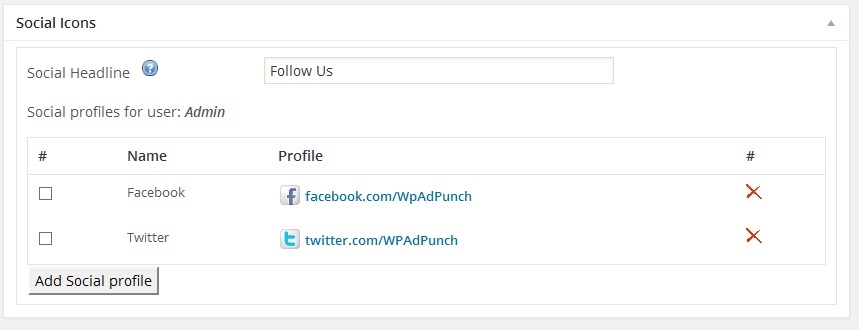 Social Icons
Social Headline Follow Us
Social profiles for user: Admin
# Name Profile #
Facebook facebook.com/WpAdPunch
Twitter twitter.com/WPAdPunch
Add Social profile